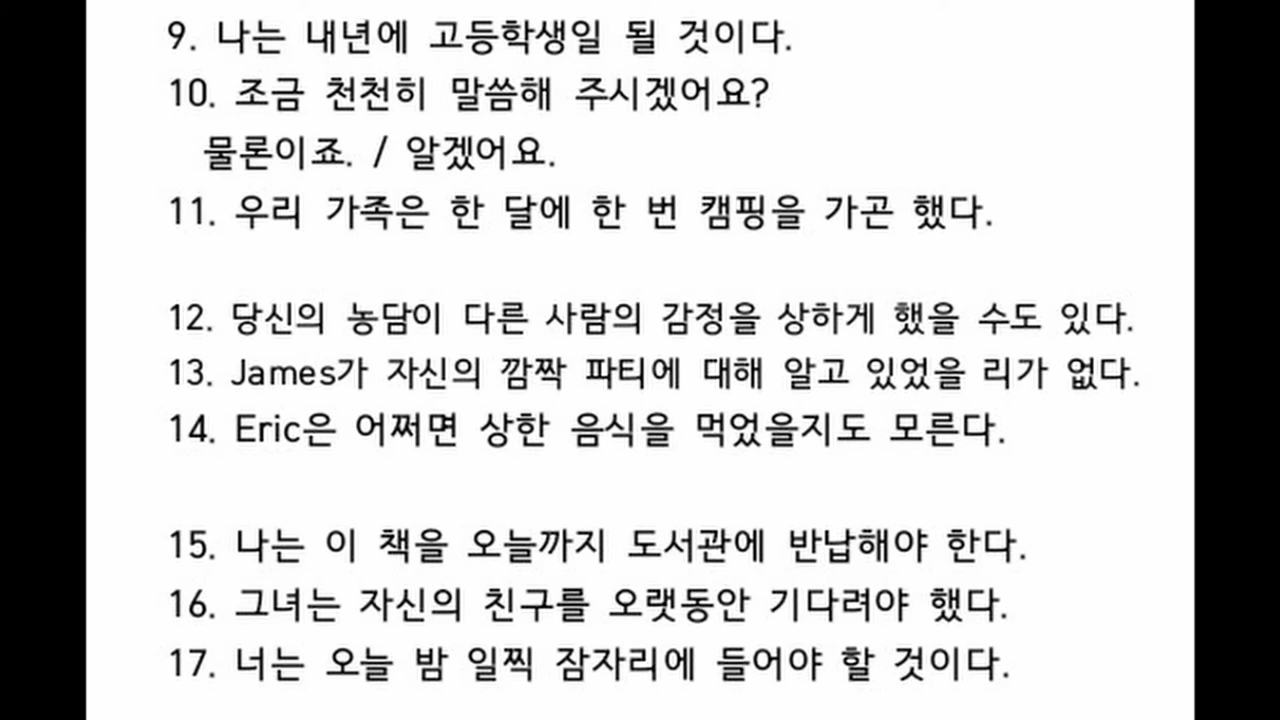 9. 나는 내년에 고등학생일 될 것이다.
10. 조금 천천히 말씀해 주시겠어요?
물론이죠. / 알겠어요.
11. 우리 가족은 한 달에 한 번 캠핑을 가곤 했다.
12. 당신의 농담이 다른 사람의 감정을 상하게 했을 수도 있다.
13. James가 자신의 깜짝 파티에 대해 알고 있었을 리가 없다.
14. Eric은 어쩌면 상한 음식을 먹었을지도 모른다.
15. 나는 이 책을 오늘까지 도서관에 반납해야 한다.
16. 그녀는 자신의 친구를 오랫동안 기다려야 했다.
17. 너는 오늘 밤 일찍 잠자리에 들어야 할 것이다.